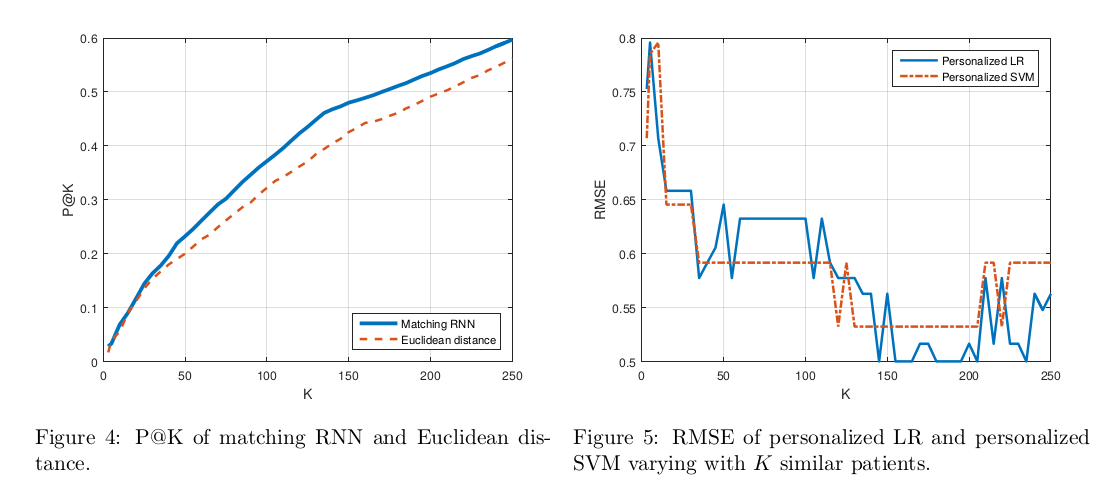 0.6
0.5
0.4
0.3
0.2
0.1
0
P@K
0 50 100 150 200 250
K
Matching RNN
Euclidean distance
Figure 4: P@K of matching RNN and Euclidean dis-
tance.
0.8
0.75
0.7
0.65
0.6
0.55
0.5
RMSE
0 50 100 150 200 250
K
Personalized LR
Personalized SVM
Figure 5: RMSE of personalized LR and personalized
SVM varying with K similar patients.